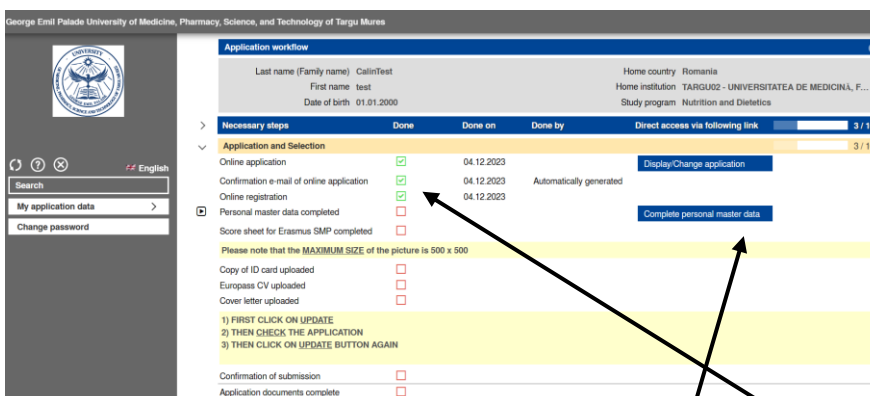 George Emil Palade University of Medicine, Pharmacy, Science, and Technology of Targu Mures
UNIVERSITY
English
Search
My application data
Change password
Application workflow
Last name (Family name) CalinTest Home country Romania
First name test Home institution TARGU02 - UNIVERSITATEA DE MEDICINĂ, F...
Date of birth 01.01.2000 Study program Nutrition and Dietetics
Necessary steps Done Done on Done by Direct access via following link 3 / 1
Application and Selection 3 / 1
Online application 04.12.2023 Display/Change application
Confirmation e-mail of online application 04.12.2023 Automatically generated
Online registration 04.12.2023
Personal master data completed Complete personal master data
Score sheet for Erasmus SMP completed
Please note that the MAXIMUM SIZE of the picture is 500 x 500
Copy of ID card uploaded
Europass CV uploaded
Cover letter uploaded
1) FIRST CLICK ON UPDATE
2) THEN CHECK THE APPLICATION
3) THEN CLICK ON UPDATE BUTTON AGAIN
Confirmation of submission
Application documents complete